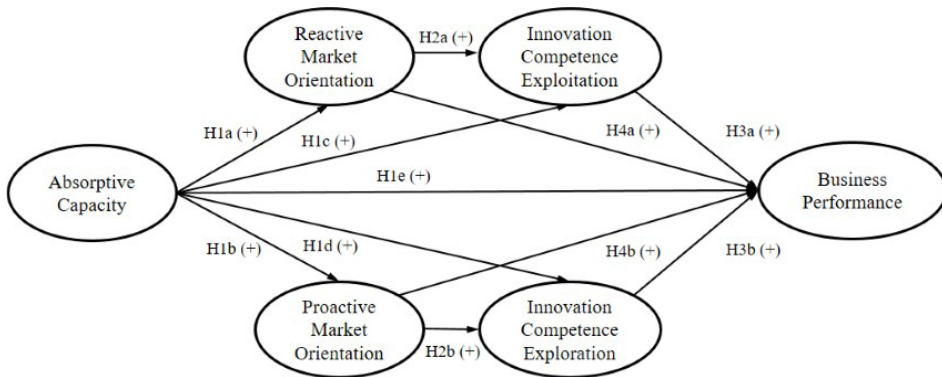 Reactive
Market
Orientation
H2a (+)
Innovation
Competence
Exploitation
H1a (+)
H1c (+)
H4a (+)
H3a (+)
Absorptive
Capacity
H1e (+)
Business
Performance
H1b (+)
H1d (+)
H4b (+)
H3b (+)
Proactive
Market
Orientation
H2b (+)
Innovation
Competence
Exploration